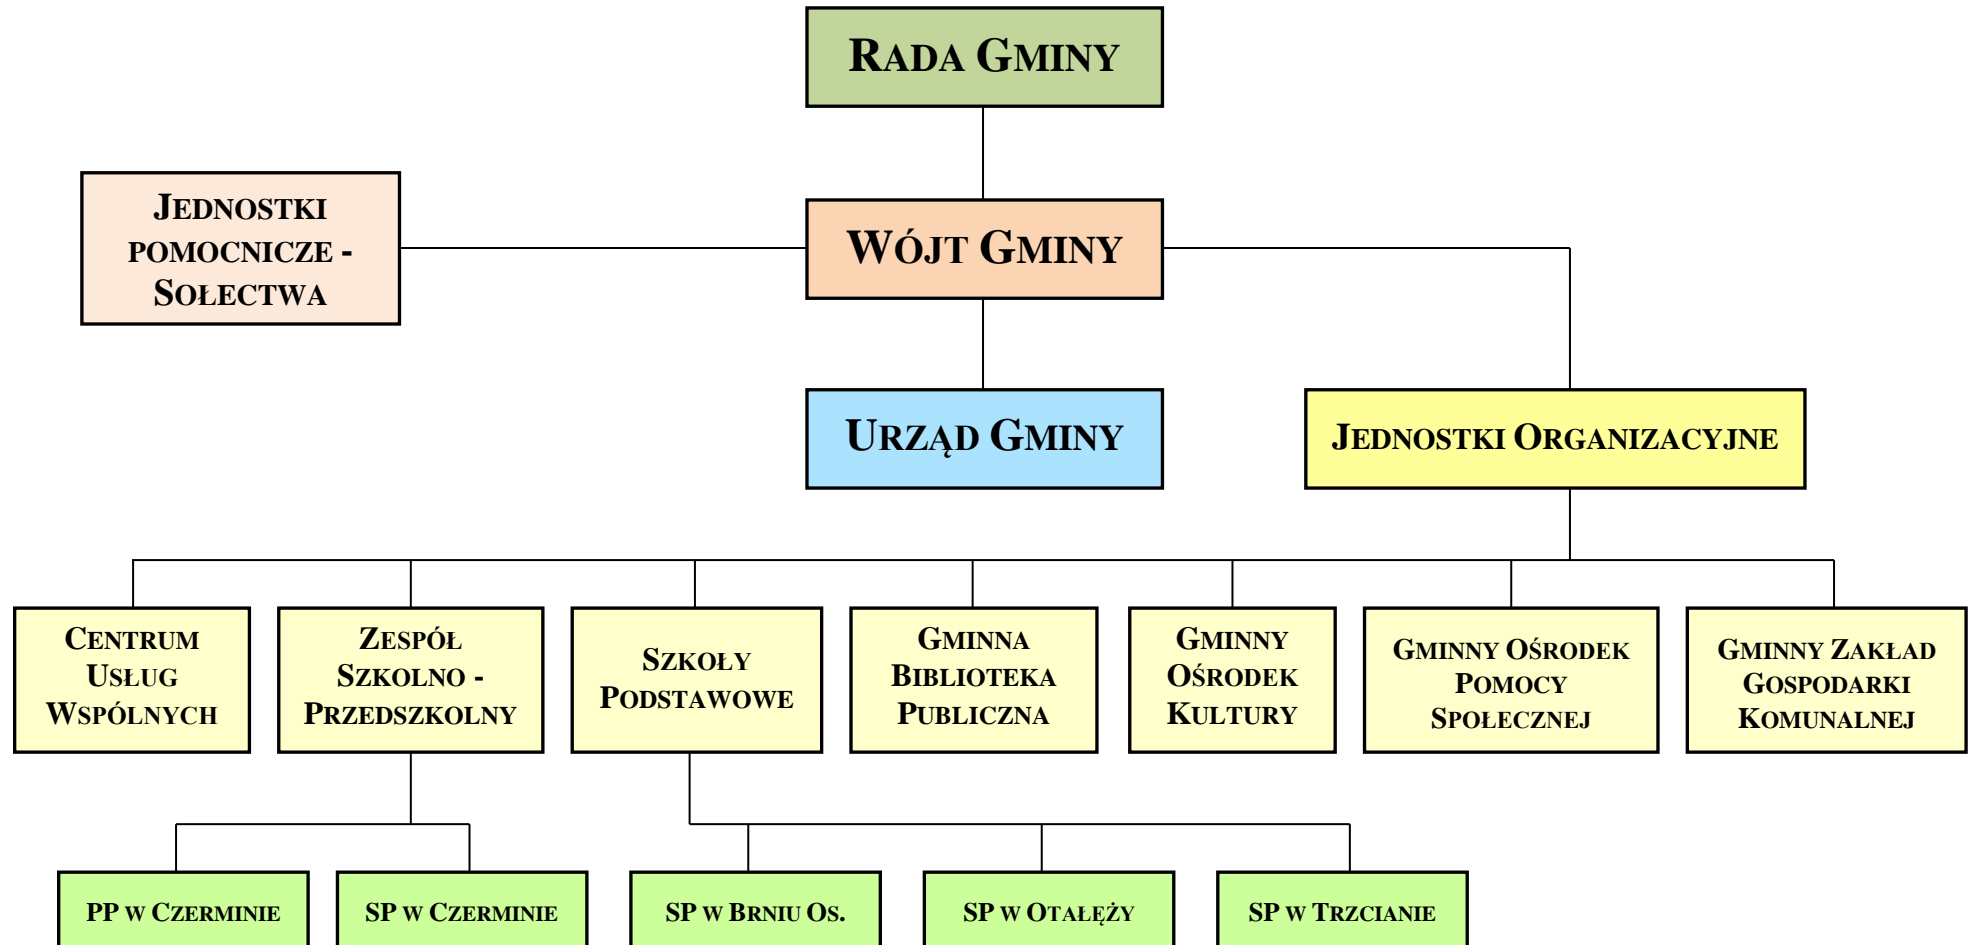 RADA GMINY
JEDNOSTKI
POMOCNICZE -
SOŁECTWA
WÓJT GMINY
URZĄD GMINY
JEDNOSTKI ORGANIZACYJNE
CENTRUM
USŁUG
WSPÓLNYCH
ZESPÓŁ
SZKOLNO -
PRZEDSZKOLNY
SZKOŁY
PODSTAWOWE
GMINNA
BIBLIOTEKA
PUBLICZNA
GMINNY
OŚRODEK
KULTURY
GMINNY OŚRODEK
POMOCY
SPOŁECZNEJ
GMINNY ZAKŁAD
GOSPODARKI
KOMUNALNEJ
PP W CZERMINIE
SP W CZERMINIE
SP W BRNIU OS.
SP W OTAŁĘŻY
SP W TRZCIANIE